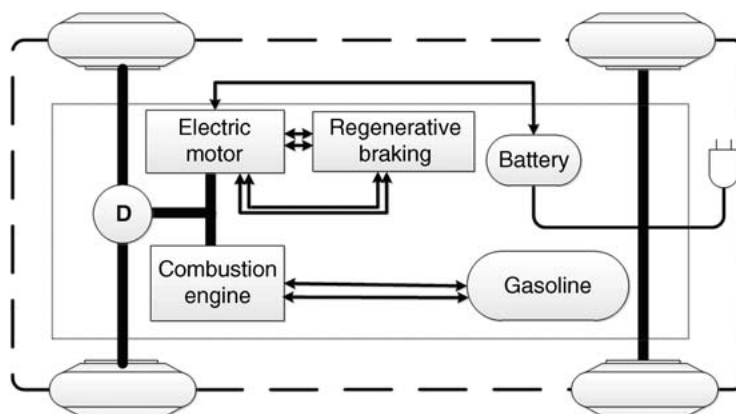 Electric
motor
Regenerative
braking
Battery
D
Combustion
engine
Gasoline